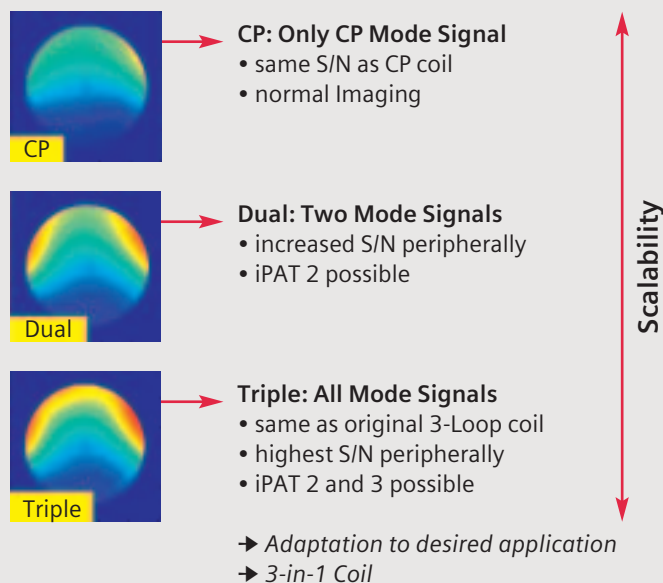 CP: Only CP Mode Signal
• same S/N as CP coil
• normal Imaging
CP
Dual: Two Mode Signals
• increased S/N peripherally
• iPAT 2 possible
Dual
Triple: All Mode Signals
• same as original 3-Loop coil
• highest S/N peripherally
• iPAT 2 and 3 possible
Triple
➔ Adaptation to desired application
➔ 3-in-1 Coil
Scalability